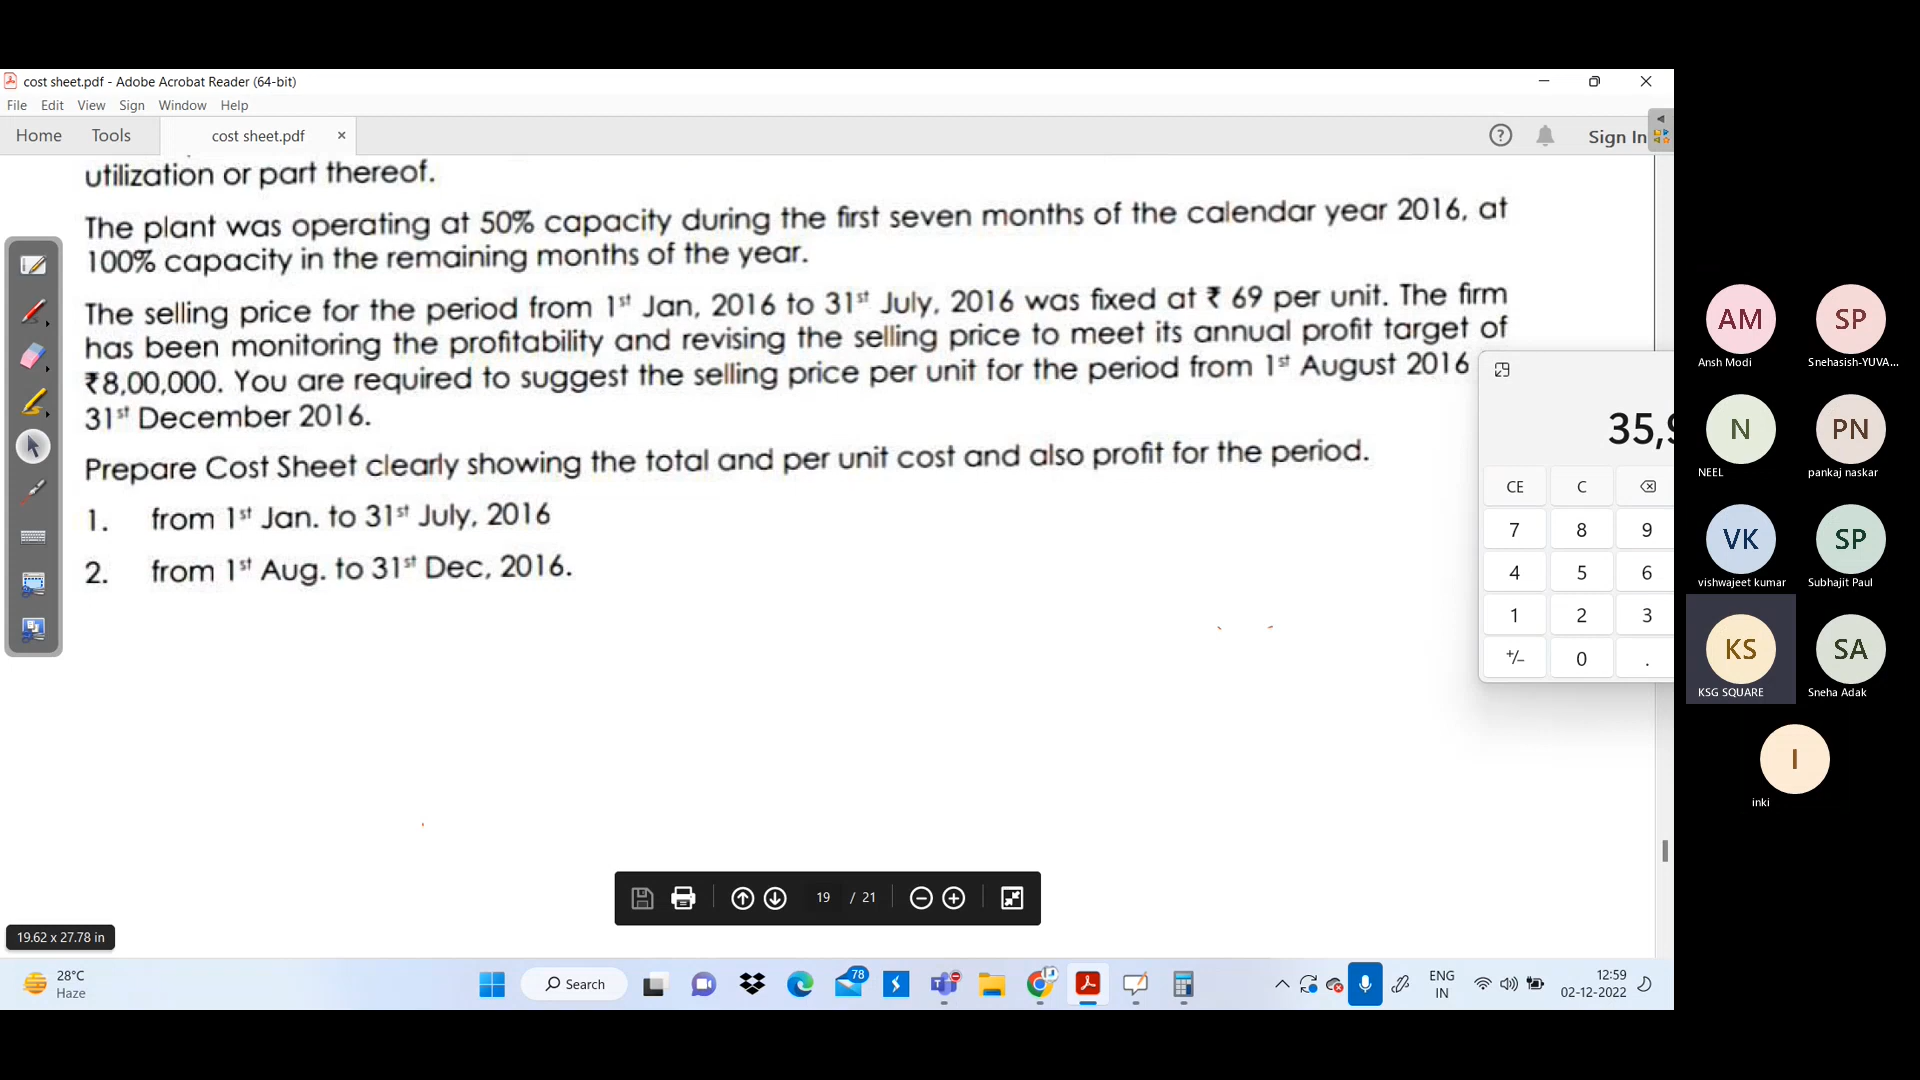 cost sheet.pdf - Adobe Acrobat Reader (64-bit)
File Edit View Sign Window Help
Home Tools cost sheet.pdf × Sign In
utilization or part thereof.
The plant was operating at 50% capacity during the first seven months of the calendar year 2016, at
100% capacity in the remaining months of the year.
The selling price for the period from 1st Jan, 2016 to 31st July, 2016 was fixed at ₹ 69 per unit. The firm
has been monitoring the profitability and revising the selling price to meet its annual profit target of
₹8,00,000. You are required to suggest the selling price per unit for the period from 1st August 2016
31st December 2016.
Prepare Cost Sheet clearly showing the total and per unit cost and also profit for the period.
1. from 1st Jan. to 31st July, 2016
2. from 1st Aug. to 31st Dec, 2016.
35,9
CE C
7 8 9
4 5 6
1 2 3
+/- 0 .
AM SP
Ansh Modi Snehasish-YUVA...
N PN
NEEL pankaj naskar
VK SP
vishwajeet kumar Subhajit Paul
KS SA
KSG SQUARE Sneha Adak
I
inki
19 / 21
19.62 x 27.78 in
28°C
Haze
Search
78
ENG
IN
12:59
02-12-2022